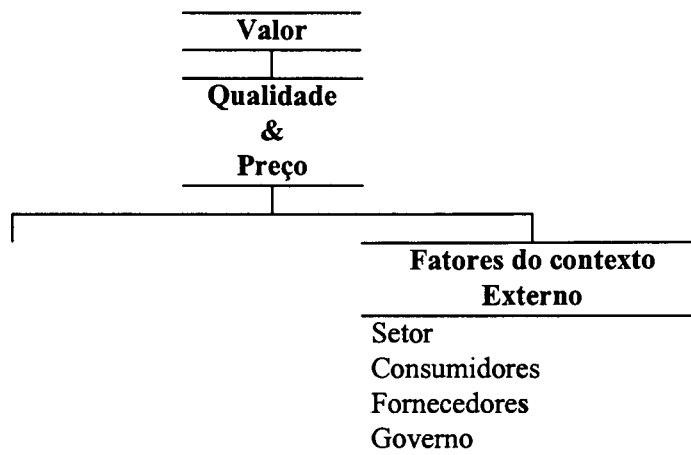 Valor
Qualidade
&
Preço
Fatores do contexto
Externo
Setor
Consumidores
Fornecedores
Governo